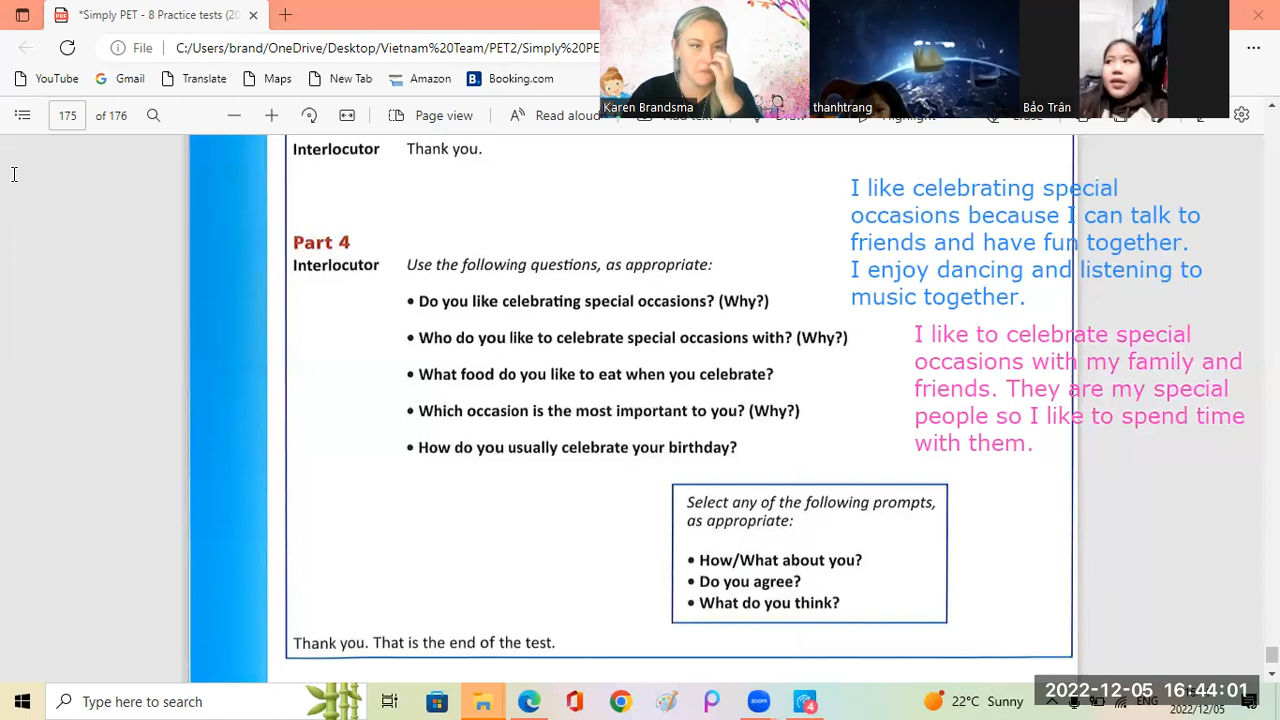 *Simply PET - 8 Practice tests (20
File
C:/Users/brand/OneDrive/Desktop/Vietnam%20Team/PET2/Simply%20PE
YouTube
Gmail
Translate
Maps
New Tab
Amazon
Booking.com
Karen Brandsma
thanhtrang
Bảo Trân
172 of 176
Page view
Read aloud
Interlocutor Thank you.
Part 4
Interlocutor Use the following questions, as appropriate:
• Do you like celebrating special occasions? (Why?)
• Who do you like to celebrate special occasions with? (Why?)
• What food do you like to eat when you celebrate?
• Which occasion is the most important to you? (Why?)
• How do you usually celebrate your birthday?
I like celebrating special
occasions because I can talk to
friends and have fun together.
I enjoy dancing and listening to
music together.
I like to celebrate special
occasions with my family and
friends. They are my special
people so I like to spend time
with them.
Select any of the following prompts,
as appropriate:
• How/What about you?
• Do you agree?
• What do you think?
Thank you. That is the end of the test.
Type here to search
zoom
4
22°C Sunny
ENG
2022-12-05 16:44:01
2022/12/05